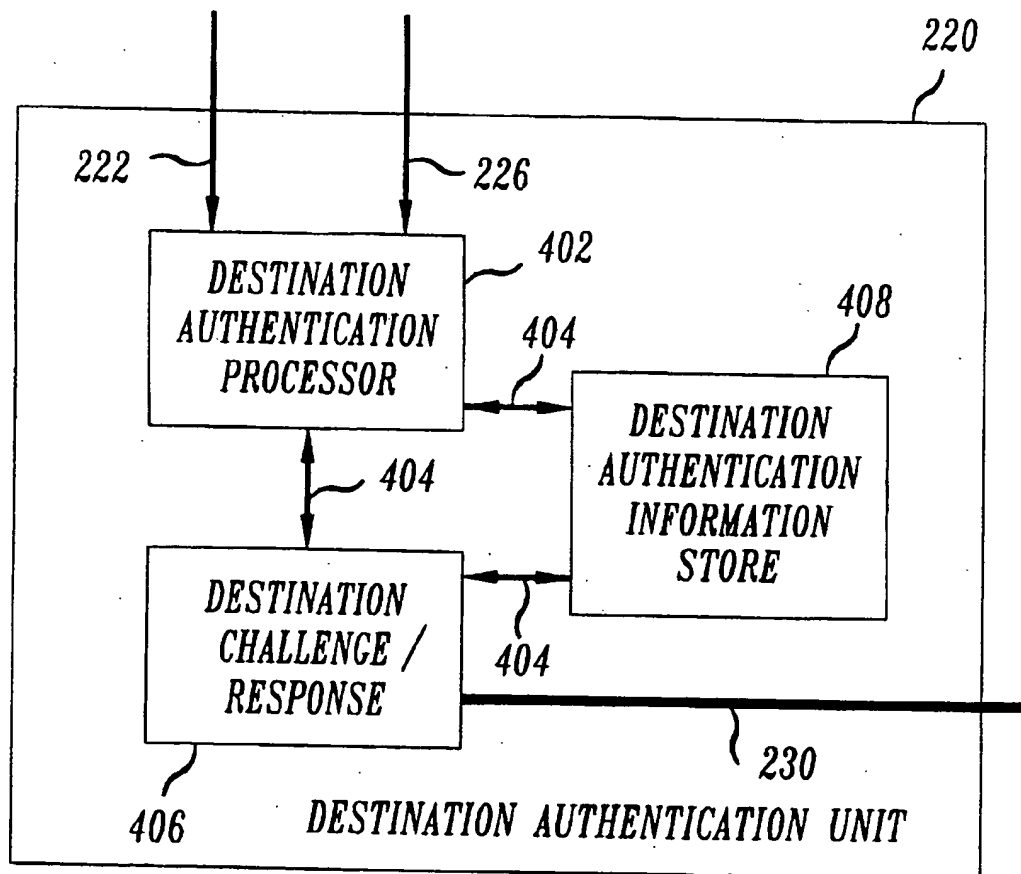 220
222
226
DESTINATION
AUTHENTICATION
PROCESSOR
402
408
404
DESTINATION
AUTHENTICATION
INFORMATION
STORE
404
DESTINATION
CHALLENGE /
RESPONSE
404
230
406
DESTINATION AUTHENTICATION UNIT